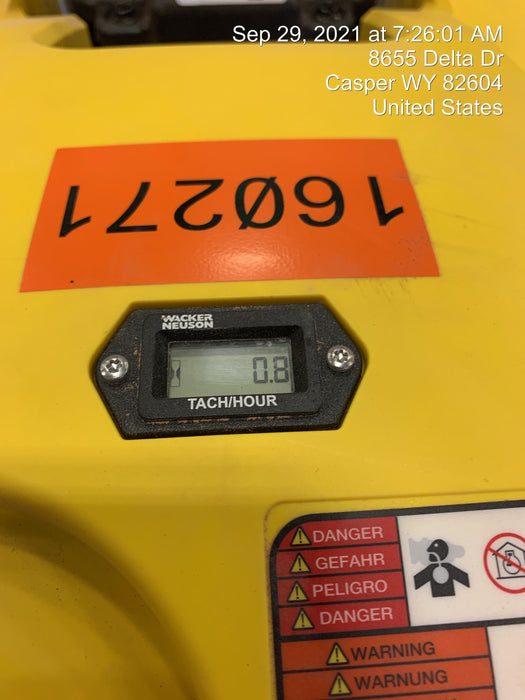 Sep 29, 2021 at 7:26:01 AM
8655 Delta Dr
Casper WY 82604
United States
160271
WACKER
NEUSON
0.8
TACH/HOUR
DANGER
GEFAHR
PELIGRO
DANGER
WARNING
WARNUNG